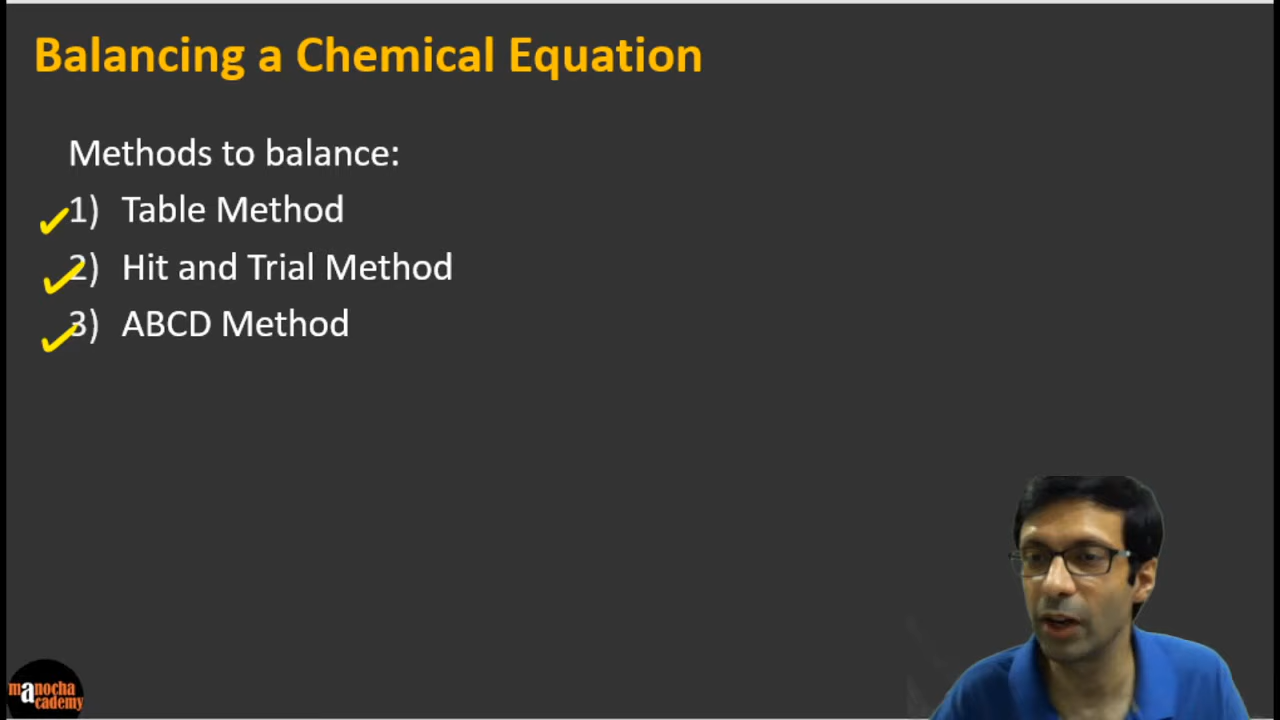 Balancing a Chemical Equation
Methods to balance:
1) Table Method
2) Hit and Trial Method
3) ABCD Method
manocha
academy